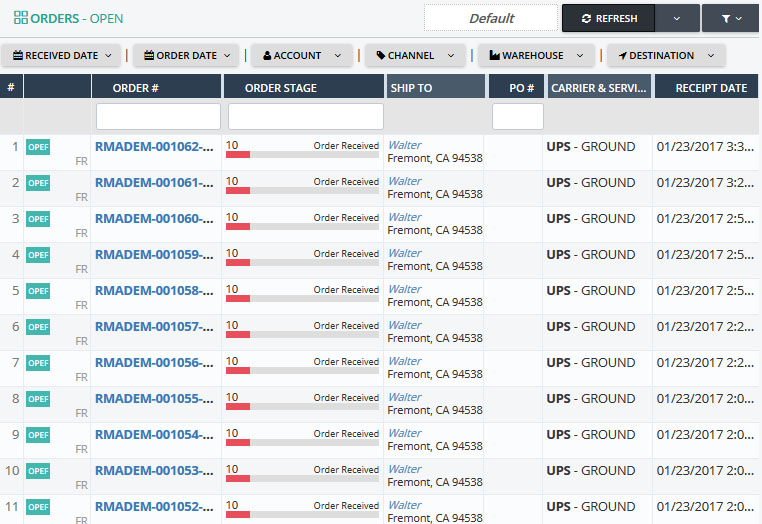 ORDERS - OPEN
Default
REFRESH
RECEIVED DATE
ORDER DATE
ACCOUNT
CHANNEL
WAREHOUSE
DESTINATION
# ORDER # ORDER STAGE SHIP TO PO # CARRIER & SERVI... RECEIPT DATE
1 OPEF FR RMADEM-001062-... 10 Order Received Walter UPS - GROUND 01/23/2017 3:3...
Fremont, CA 94538
2 OPEF FR RMADEM-001061-... 10 Order Received Walter UPS - GROUND 01/23/2017 3:2...
Fremont, CA 94538
3 OPEF FR RMADEM-001060-... 10 Order Received Walter UPS - GROUND 01/23/2017 2:5...
Fremont, CA 94538
4 OPEF FR RMADEM-001059-... 10 Order Received Walter UPS - GROUND 01/23/2017 2:5...
Fremont, CA 94538
5 OPEF FR RMADEM-001058-... 10 Order Received Walter UPS - GROUND 01/23/2017 2:5...
Fremont, CA 94538
6 OPEF FR RMADEM-001057-... 10 Order Received Walter UPS - GROUND 01/23/2017 2:2...
Fremont, CA 94538
7 OPEF FR RMADEM-001056-... 10 Order Received Walter UPS - GROUND 01/23/2017 2:2...
Fremont, CA 94538
8 OPEF FR RMADEM-001055-... 10 Order Received Walter UPS - GROUND 01/23/2017 2:0...
Fremont, CA 94538
9 OPEF FR RMADEM-001054-... 10 Order Received Walter UPS - GROUND 01/23/2017 2:0...
Fremont, CA 94538
10 OPEF FR RMADEM-001053-... 10 Order Received Walter UPS - GROUND 01/23/2017 2:0...
Fremont, CA 94538
11 OPEF FR RMADEM-001052-... 10 Order Received Walter UPS - GROUND 01/23/2017 2:0...
Fremont, CA 94538